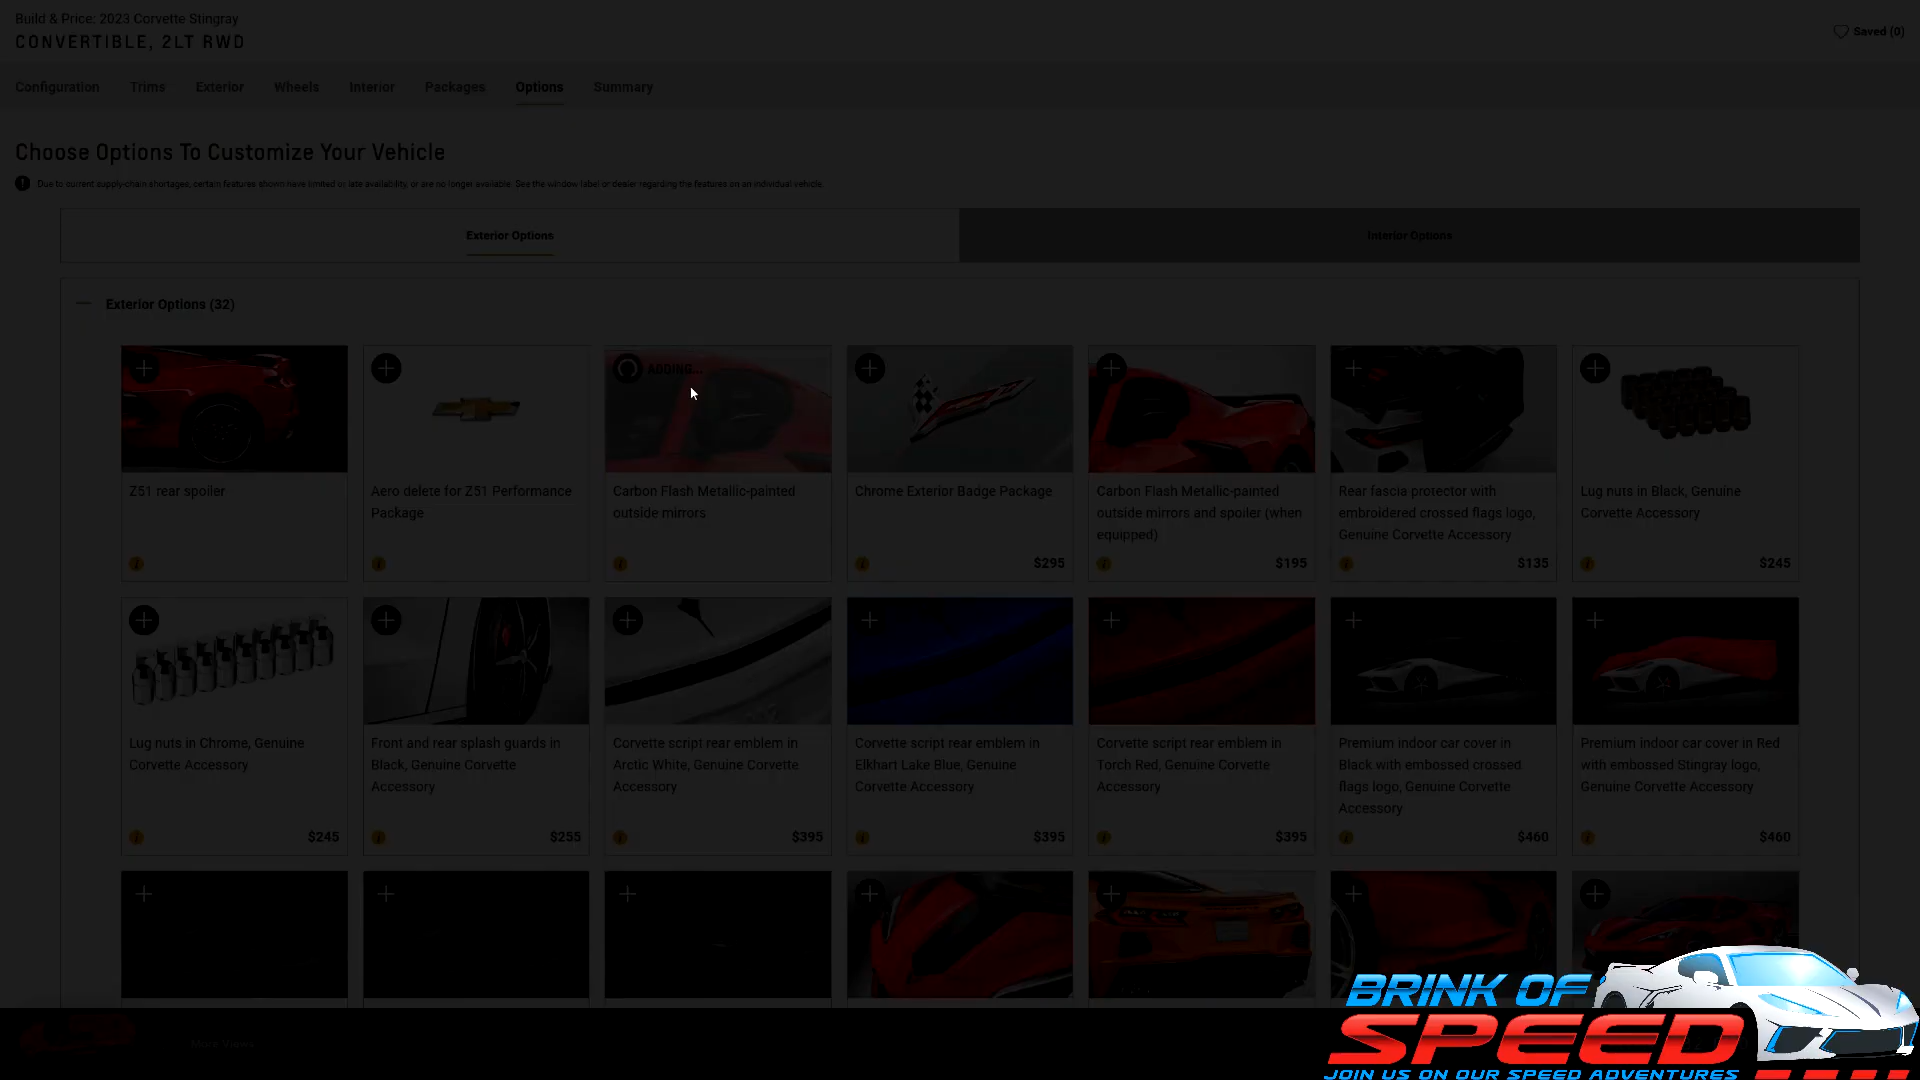 Build & Price: 2023 Corvette Stingray
CONVERTIBLE, 2LT RWD
Saved (0)
Configuration Trims Exterior Wheels Interior Packages Options Summary
Choose Options To Customize Your Vehicle
Due to current supply-chain shortages, certain features shown have limited or late availability, or are no longer available. See the window label or dealer regarding the features on an individual vehicle.
Exterior Options
Interior Options
Exterior Options (32)
ADDING...
Z51 rear spoiler
Aero delete for Z51 Performance
Package
Carbon Flash Metallic-painted
outside mirrors
Chrome Exterior Badge Package
$295
Carbon Flash Metallic-painted
outside mirrors and spoiler (when
equipped)
$195
Rear fascia protector with
embroidered crossed flags logo,
Genuine Corvette Accessory
$135
Lug nuts in Black, Genuine
Corvette Accessory
$245
Lug nuts in Chrome, Genuine
Corvette Accessory
$245
Front and rear splash guards in
Black, Genuine Corvette
Accessory
$255
Corvette script rear emblem in
Arctic White, Genuine Corvette
Accessory
$395
Corvette script rear emblem in
Elkhart Lake Blue, Genuine
Corvette Accessory
$395
Corvette script rear emblem in
Torch Red, Genuine Corvette
Accessory
$395
Premium indoor car cover in
Black with embossed crossed
flags logo, Genuine Corvette
Accessory
$460
Premium indoor car cover in Red
with embossed Stingray logo,
Genuine Corvette Accessory
$460
More Views
BRINK OF
SPEED
JOIN US ON OUR SPEED ADVENTURES